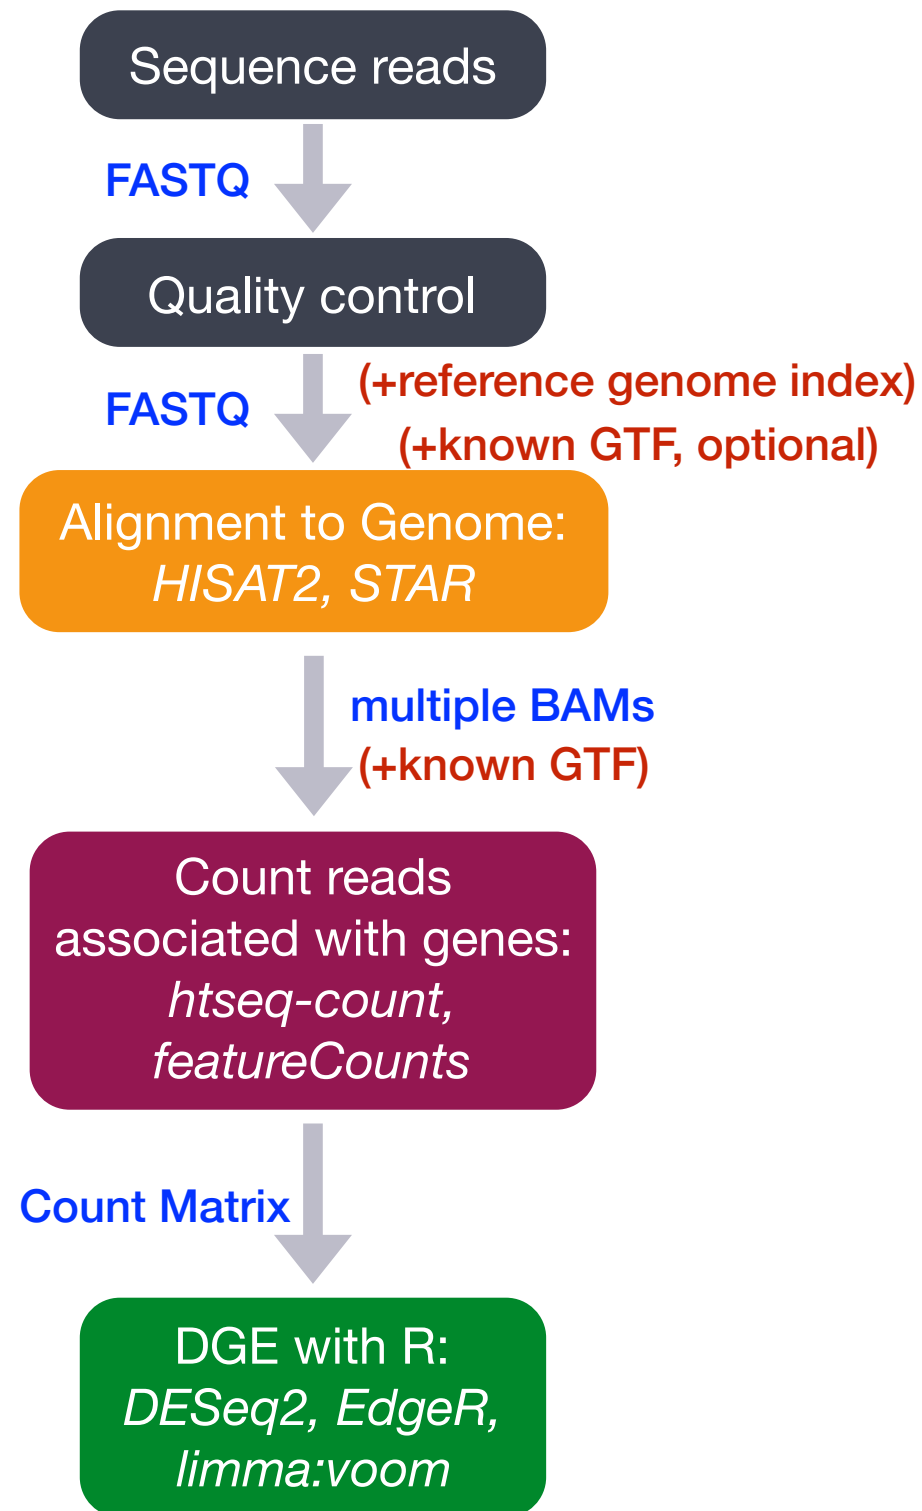 Sequence reads
FASTQ
Quality control
FASTQ
(+reference genome index)
(+known GTF, optional)
Alignment to Genome:
HISAT2, STAR
multiple BAMs
(+known GTF)
Count reads
associated with genes:
htseq-count,
featureCounts
Count Matrix
DGE with R:
DESeq2, EdgeR,
limma:voom